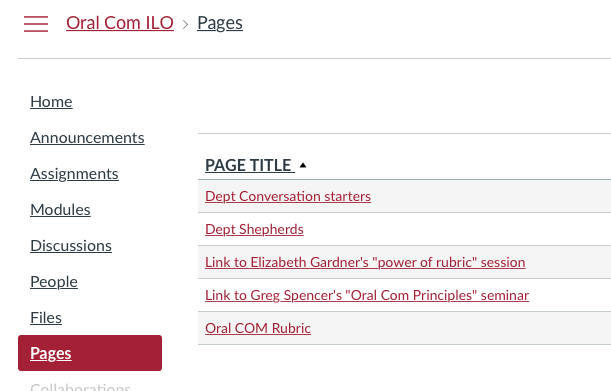 Oral Com ILO > Pages
Home
Announcements
Assignments
Modules
Discussions
People
Files
Pages
Collaborations
PAGE TITLE
Dept Conversation starters
Dept Shepherds
Link to Elizabeth Gardner's "power of rubric" session
Link to Greg Spencer's "Oral Com Principles" seminar
Oral COM Rubric